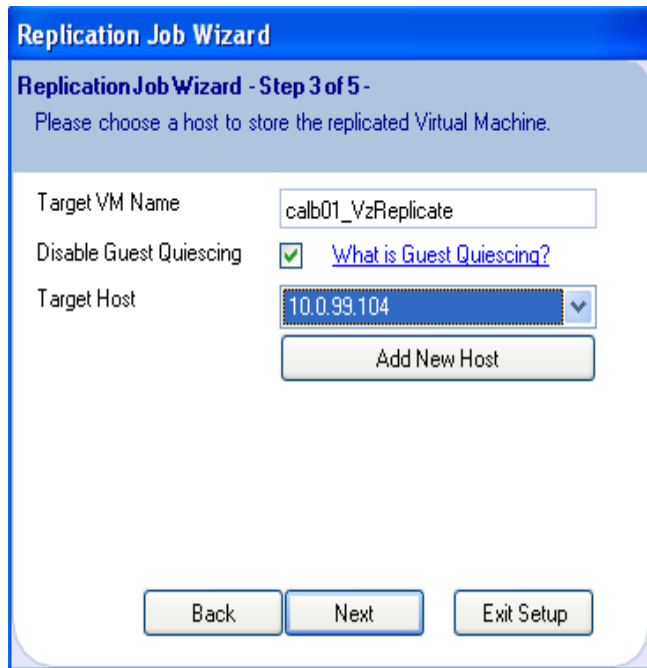 Replication Job Wizard
Replication Job Wizard - Step 3 of 5 -
Please choose a host to store the replicated Virtual Machine.
Target VM Name calb01_VzReplicate
Disable Guest Quiescing What is Guest Quiescing?
Target Host 10.0.99.104
Add New Host
Back Next Exit Setup